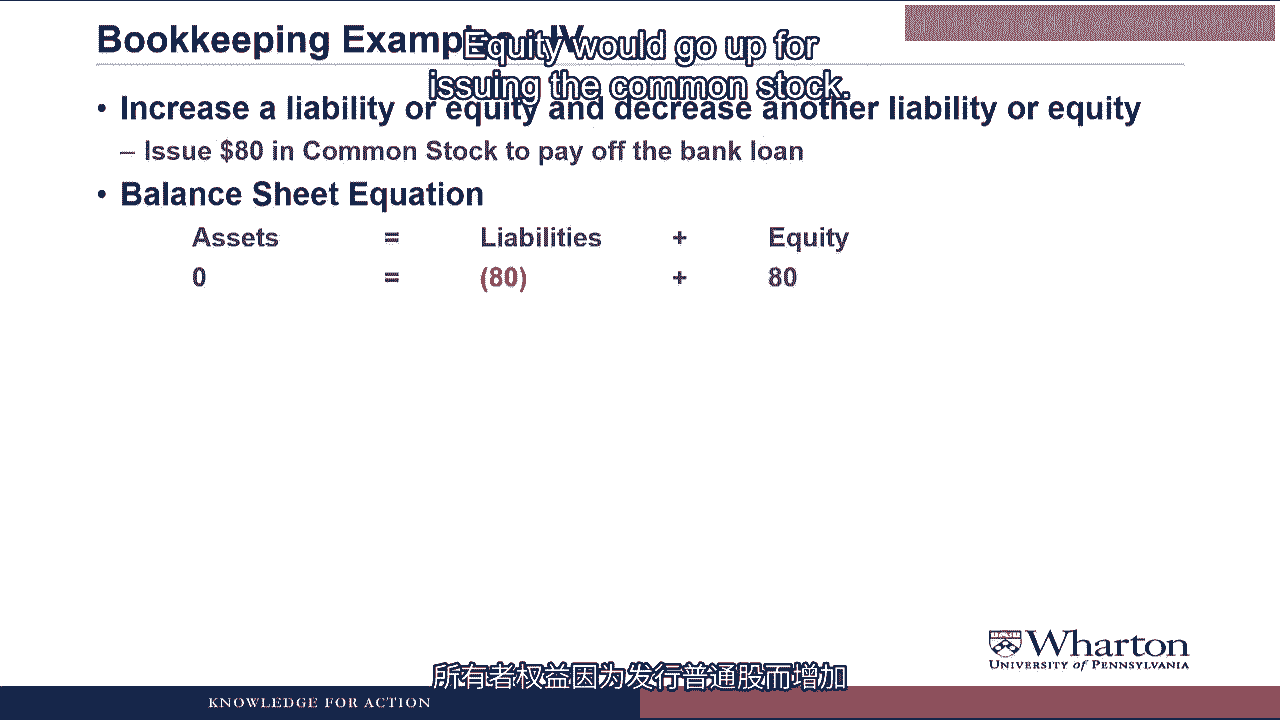 Bookkeeping Example IV
Equity would go up for
issuing the common stock.
• Increase a liability or equity and decrease another liability or equity
– Issue $80 in Common Stock to pay off the bank loan
• Balance Sheet Equation
Assets = Liabilities + Equity
0 = (80) + 80
Wharton
UNIVERSITY of PENNSYLVANIA
所有者权益因为发行普通股而增加
KNOWLEDGE FOR ACTION